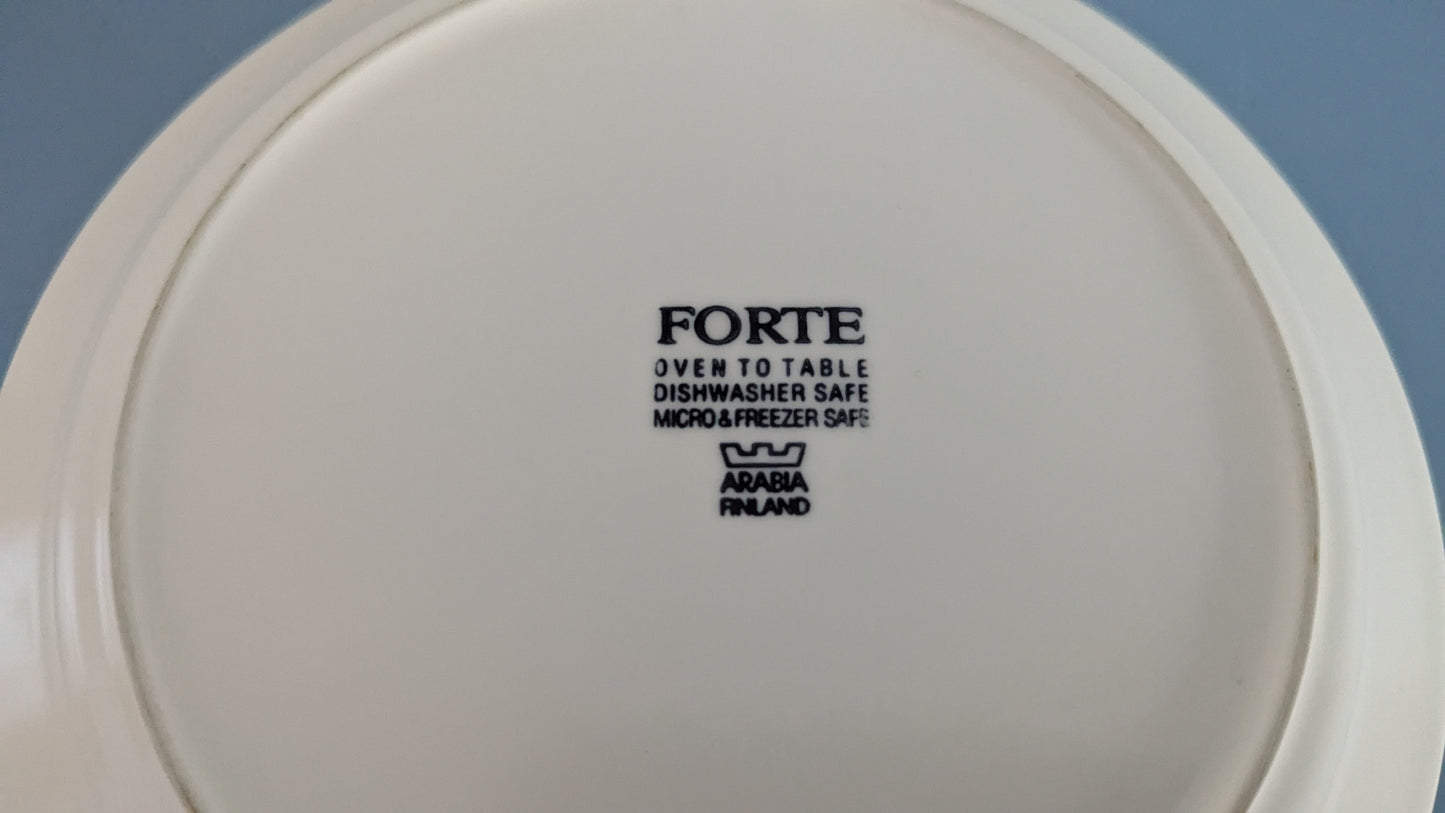 FORTE
OVEN TO TABLE
DISHWASHER SAFE
MICRO & FREEZER SAFE
ARABIA
FINLAND